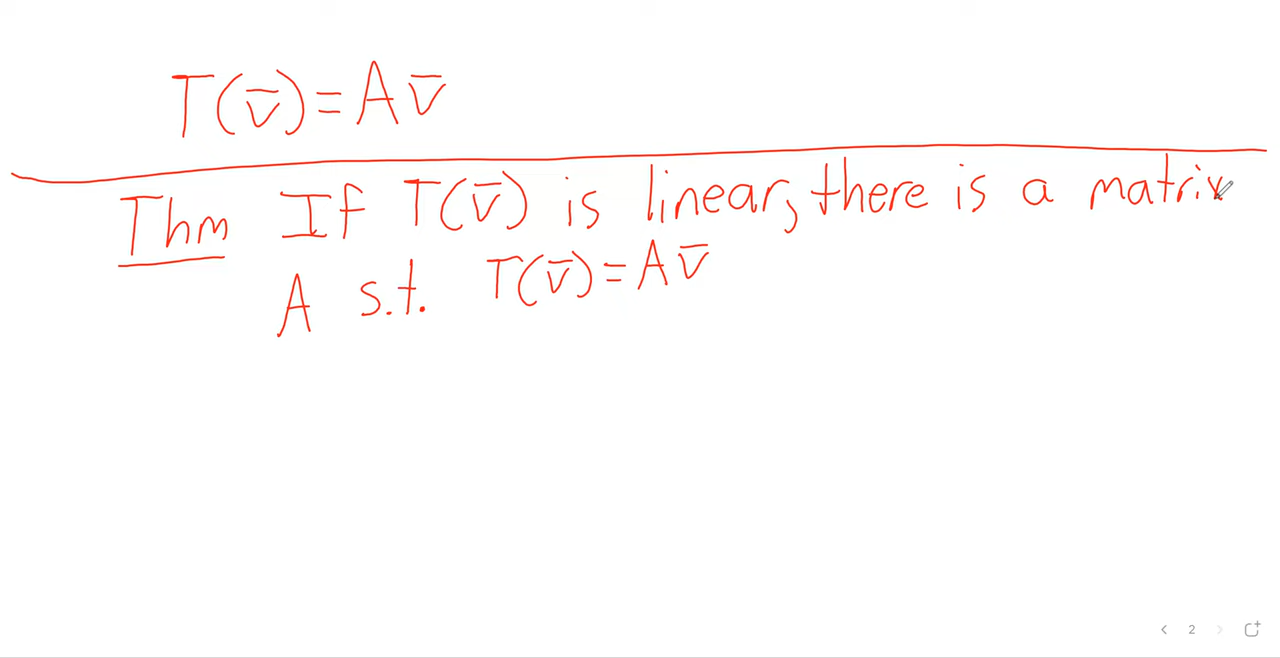 T(v̄)=Av̄
Thm If T(v̄) is linear, there is a matrix
A s.t. T(v̄)=Av̄
2